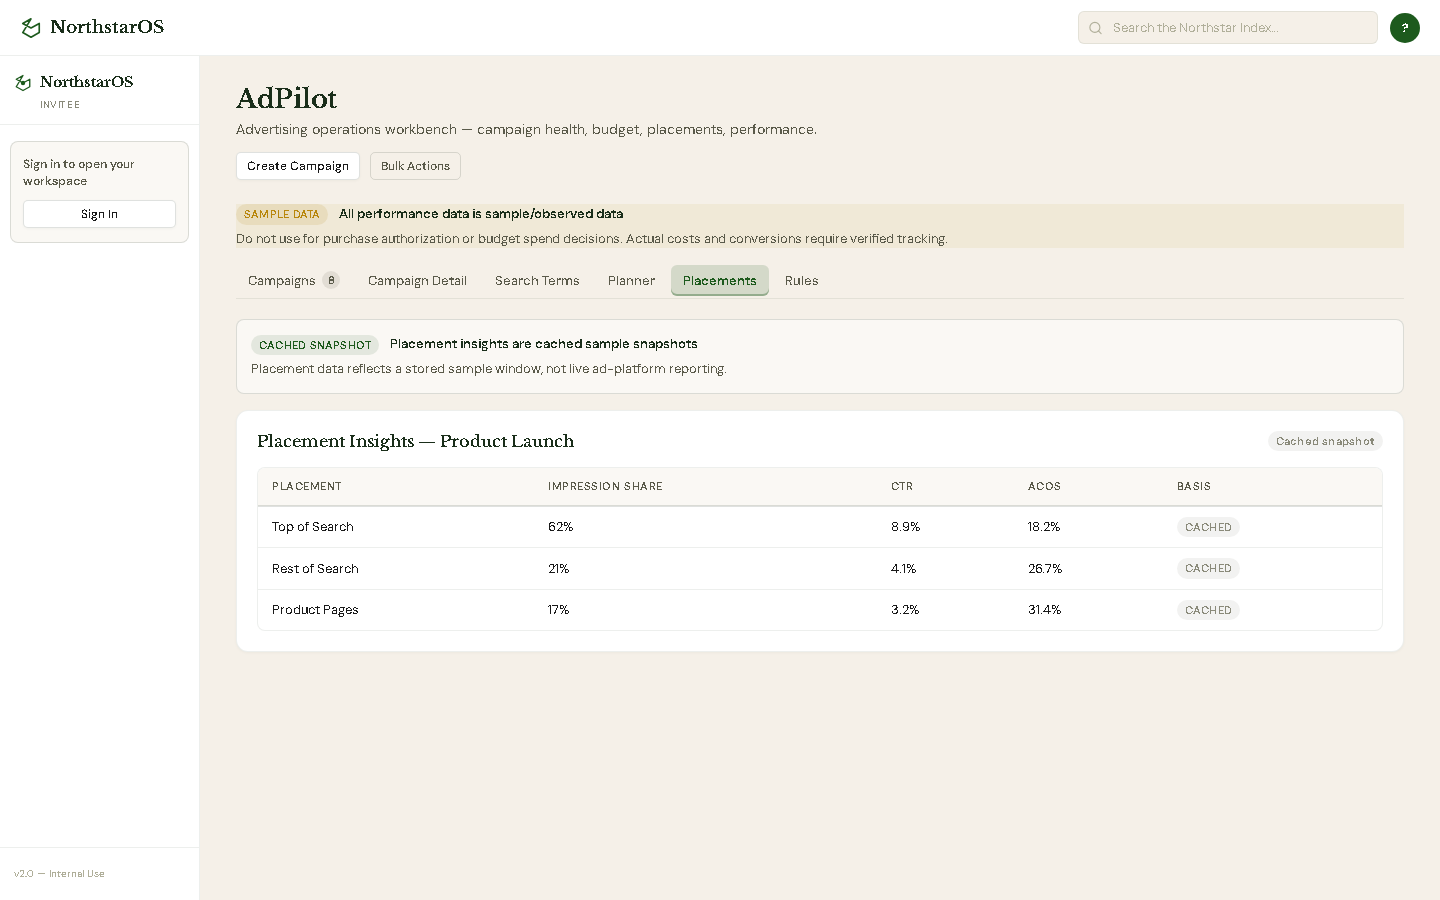 NorthstarOS
Search the Northstar Index...
?
NorthstarOS
INVITEE
Sign in to open your
workspace
Sign In
v2.0 — Internal Use
AdPilot
Advertising operations workbench — campaign health, budget, placements, performance.
Create Campaign
Bulk Actions
SAMPLE DATA All performance data is sample/observed data
Do not use for purchase authorization or budget spend decisions. Actual costs and conversions require verified tracking.
Campaigns 8 Campaign Detail Search Terms Planner Placements Rules
CACHED SNAPSHOT Placement insights are cached sample snapshots
Placement data reflects a stored sample window, not live ad-platform reporting.
Placement Insights — Product Launch Cached snapshot
PLACEMENT IMPRESSION SHARE CTR ACOS BASIS
Top of Search 62% 8.9% 18.2% CACHED
Rest of Search 21% 4.1% 26.7% CACHED
Product Pages 17% 3.2% 31.4% CACHED